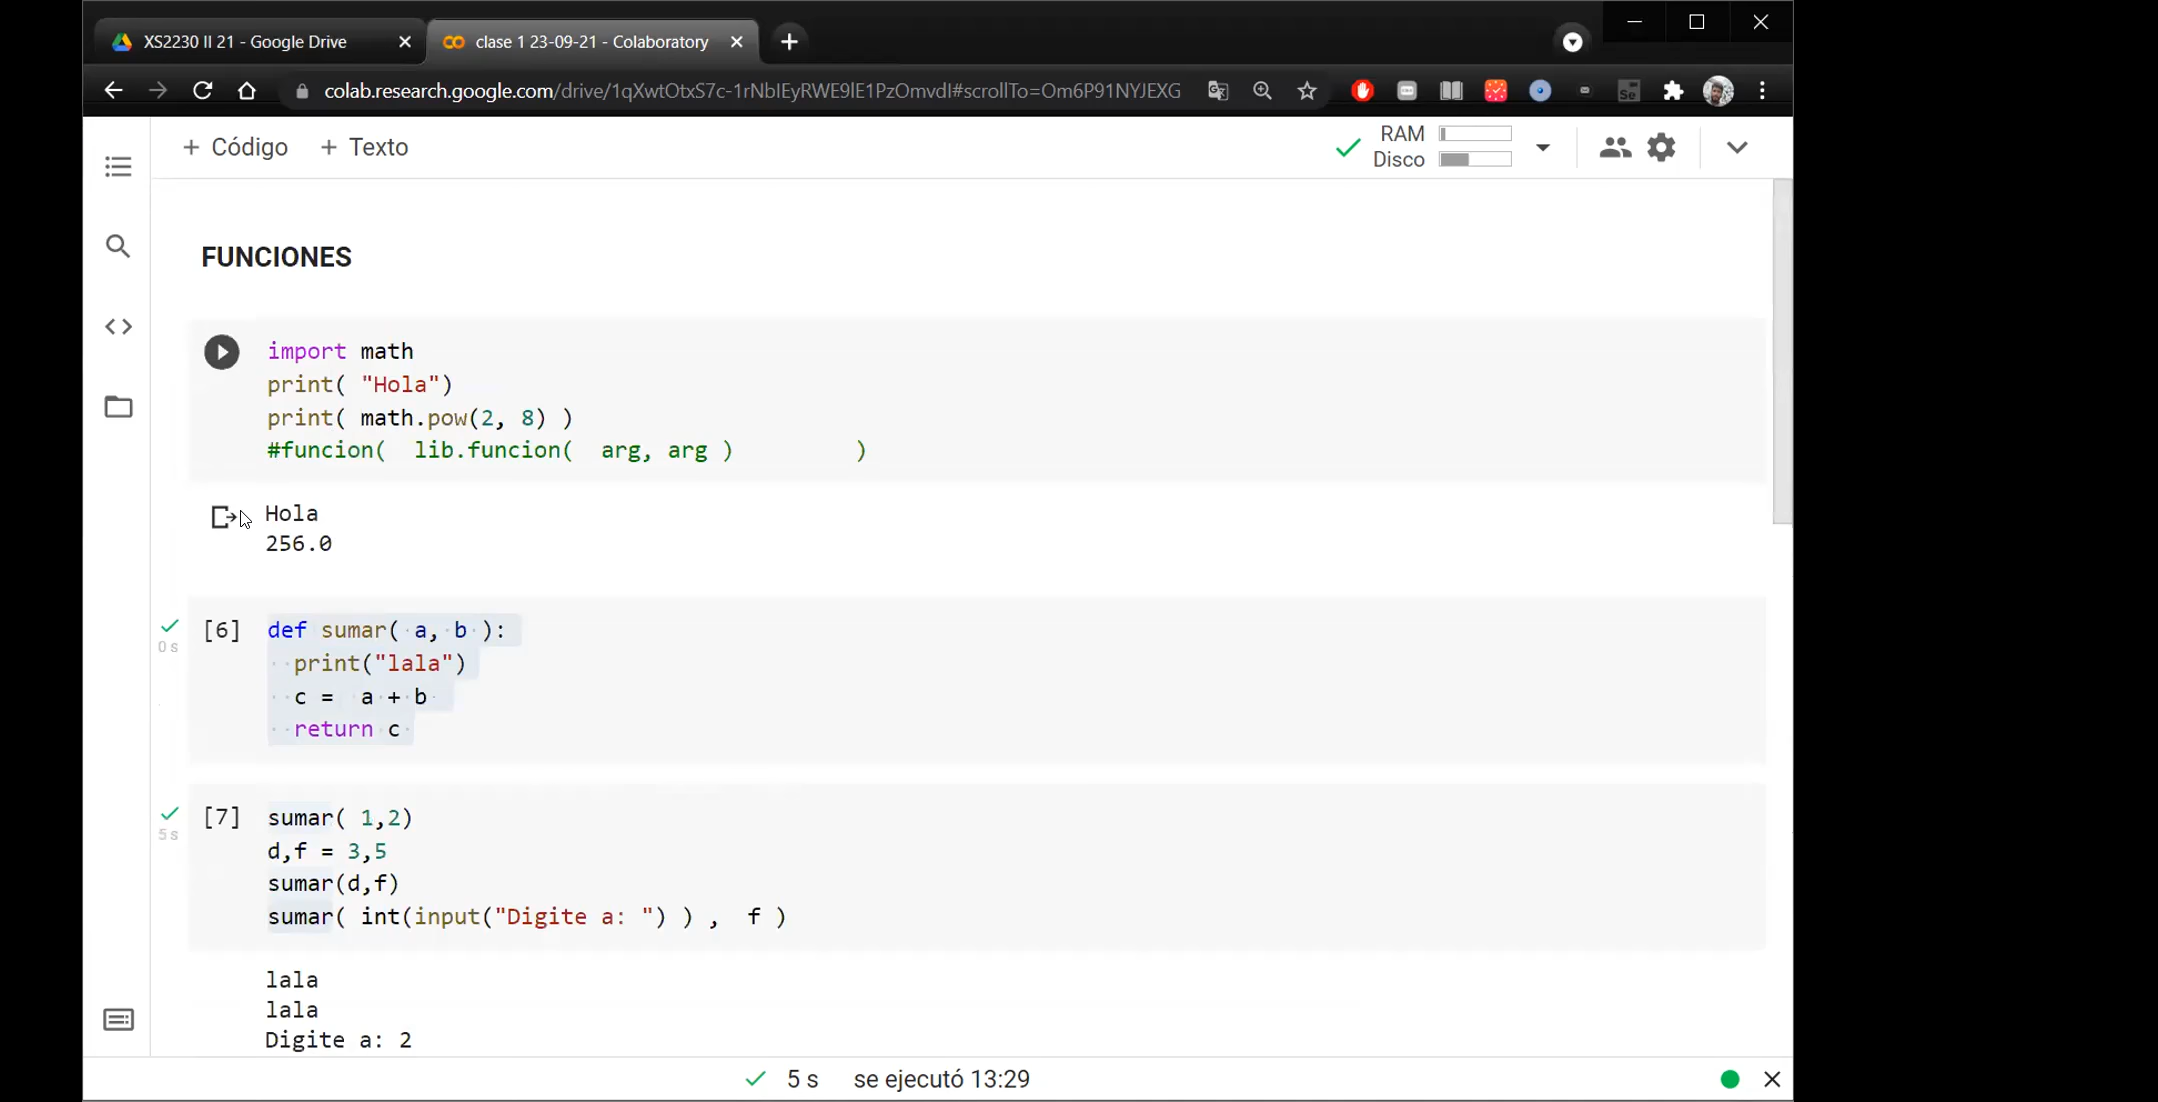 XS2230 II 21 - Google Drive
clase 1 23-09-21 - Colaboratory
colab.research.google.com/drive/1qXwtOtxS7c-1rNbIEyRWE9lE1PzOmvdI#scrollTo=Om6P91NYJEXG
Se
+ Código + Texto
RAM
Disco
FUNCIONES
import math
print( "Hola")
print( math.pow(2, 8) )
#funcion(  lib.funcion(  arg, arg )         )
Hola
256.0
[6] def sumar( a, b ):
0 s
print("lala")
c =  a + b
return c
[7] sumar( 1,2)
5 s
d,f = 3,5
sumar(d,f)
sumar( int(input("Digite a: ") ) ,  f )
lala
lala
Digite a: 2
5 s se ejecutó 13:29